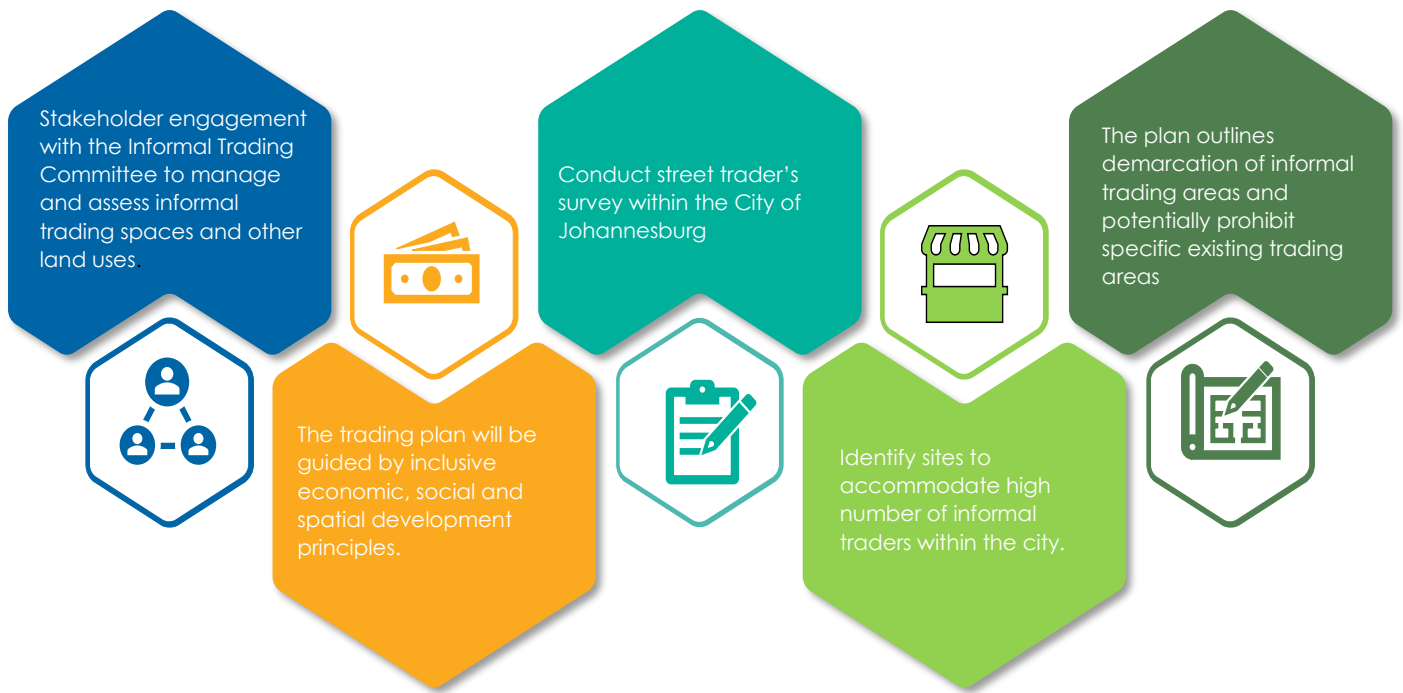 Stakeholder engagement
with the Informal Trading
Committee to manage
and assess informal
trading spaces and other
land uses.
The trading plan will be
guided by inclusive
economic, social and
spatial development
principles.
Conduct street trader's
survey within the City of
Johannesburg
Identify sites to
accommodate high
number of informal
traders within the city.
The plan outlines
demarcation of informal
trading areas and
potentially prohibit
specific existing trading
areas